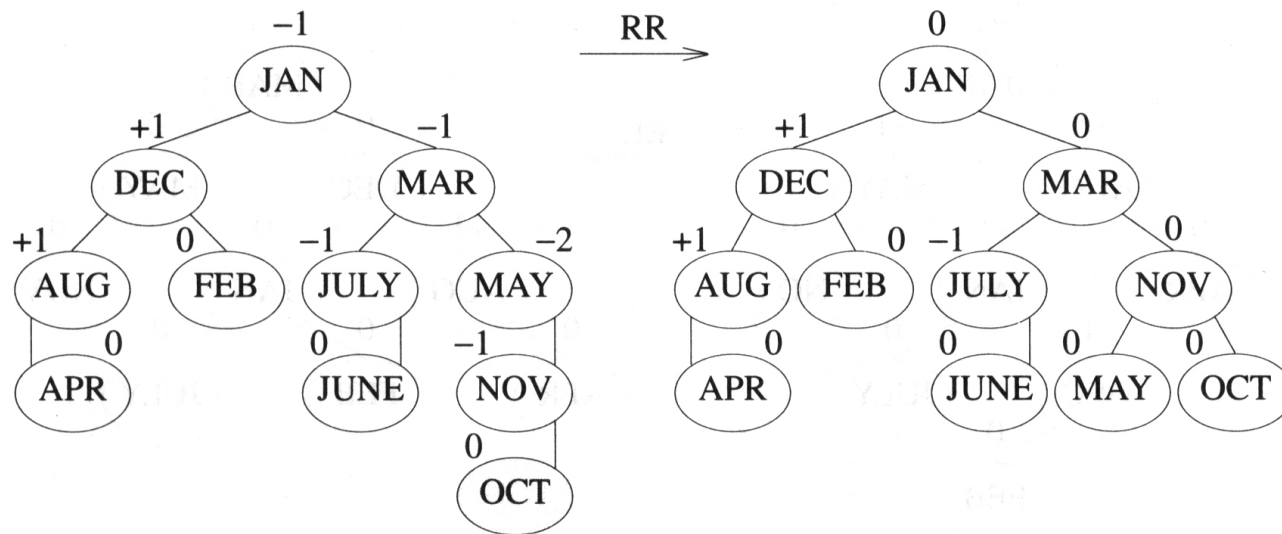 −1 RR 0
JAN JAN
+1 −1 +1 0
DEC MAR DEC MAR
+1 0 −1 −2 +1 0 −1 0
AUG FEB JULY MAY AUG FEB JULY NOV
0 0 −1 0 0 0 0
APR JUNE NOV APR JUNE MAY OCT
0
OCT